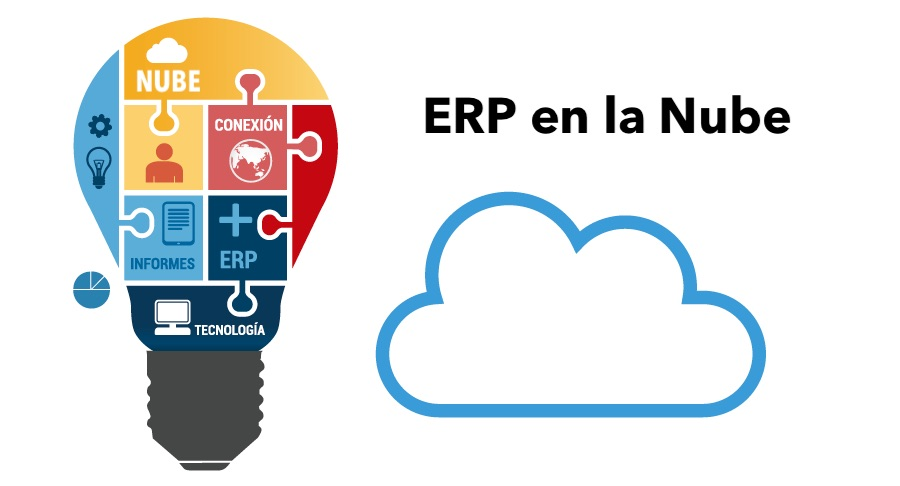 NUBE
CONEXIÓN
INFORMES
ERP
TECNOLOGÍA
ERP en la Nube